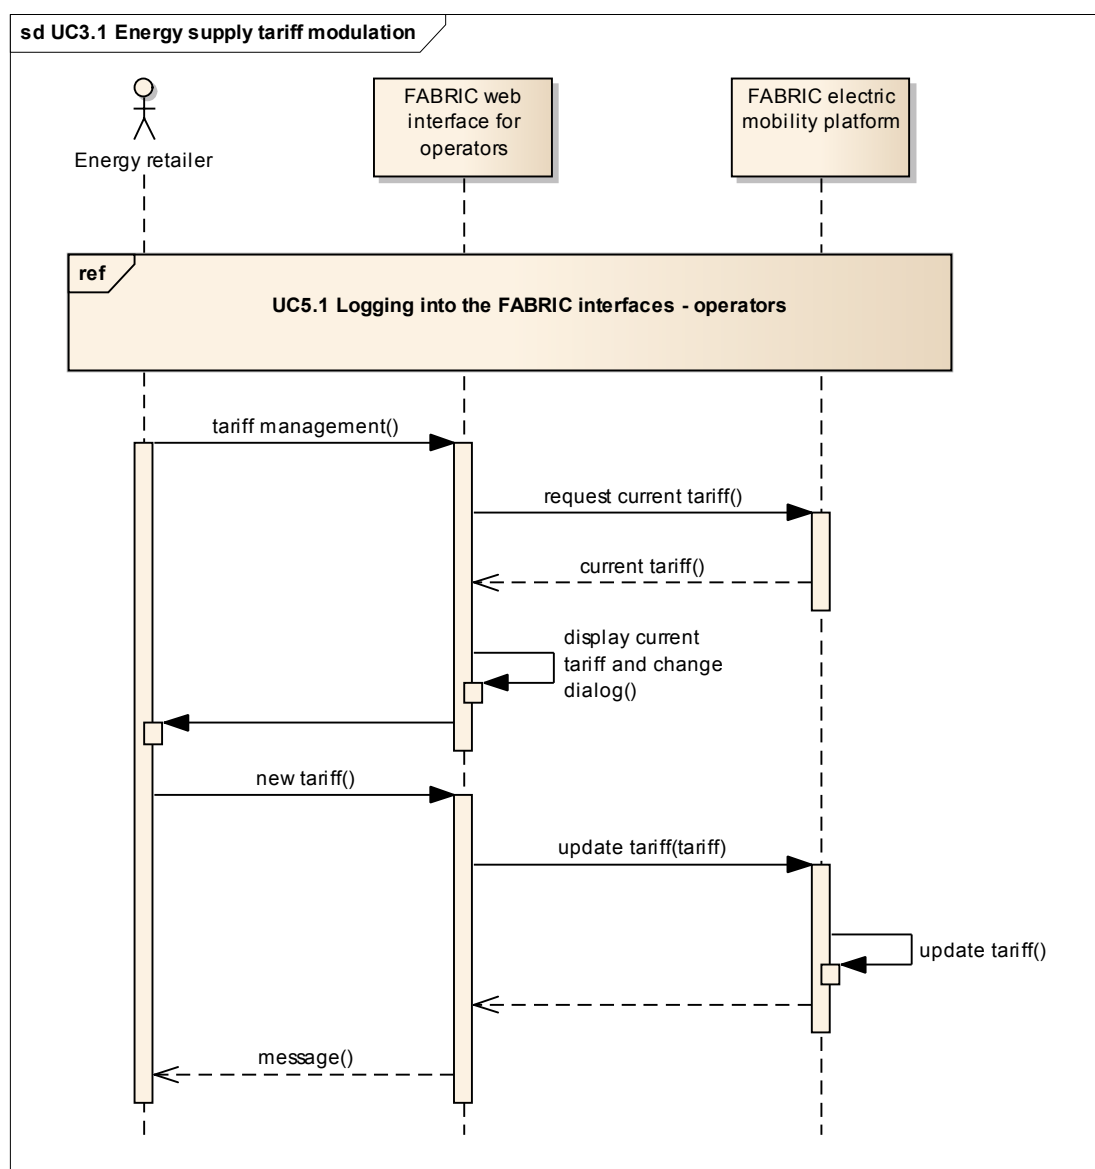 sd UC3.1 Energy supply tariff modulation
Energy retailer
FABRIC web
interface for
operators
FABRIC electric
mobility platform
ref
UC5.1 Logging into the FABRIC interfaces - operators
tariff management()
request current tariff()
current tariff()
display current
tariff and change
dialog()
new tariff()
update tariff(tariff)
update tariff()
message()